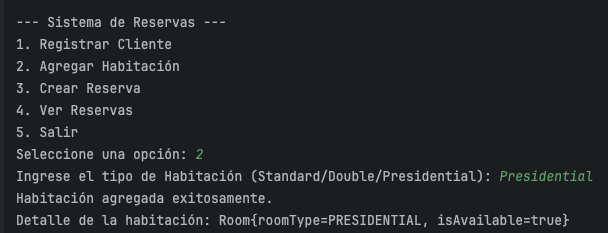 --- Sistema de Reservas ---
1. Registrar Cliente
2. Agregar Habitación
3. Crear Reserva
4. Ver Reservas
5. Salir
Seleccione una opción: 2
Ingrese el tipo de Habitación (Standard/Double/Presidential): Presidential
Habitación agregada exitosamente.
Detalle de la habitación: Room{roomType=PRESIDENTIAL, isAvailable=true}